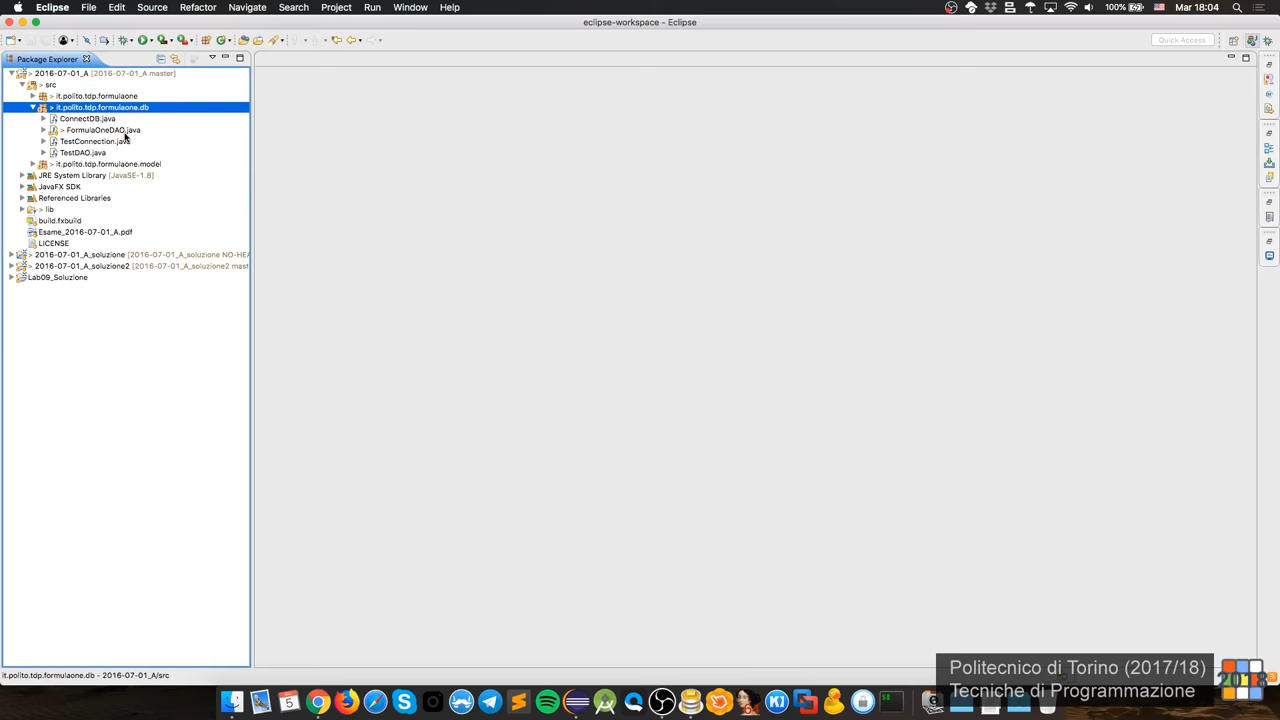 Eclipse File Edit Source Refactor Navigate Search Project Run Window Help
100% Mar 18:04
eclipse-workspace - Eclipse
Quick Access
Package Explorer
> 2016-07-01_A [2016-07-01_A master]
> src
> it.polito.tdp.formulaone
> it.polito.tdp.formulaone.db
ConnectDB.java
> FormulaOneDAO.java
TestConnection.java
TestDAO.java
> it.polito.tdp.formulaone.model
JRE System Library [JavaSE-1.8]
JavaFX SDK
Referenced Libraries
> lib
build.fxbuild
Esame_2016-07-01_A.pdf
LICENSE
> 2016-07-01_A_soluzione [2016-07-01_A_soluzione NO-HEA
> 2016-07-01_A_soluzione2 [2016-07-01_A_soluzione2 mast
Lab09_Soluzione
it.polito.tdp.formulaone.db - 2016-07-01_A/src
Politecnico di Torino (2017/18)
Tecniche di Programmazione
2018